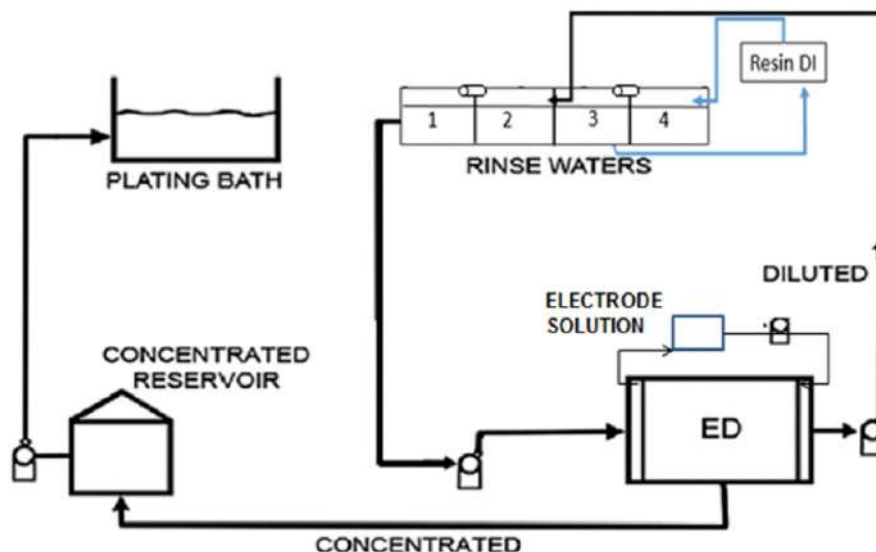 Resin DI
1 2 3 4
RINSE WATERS
PLATING BATH
DILUTED
ELECTRODE
SOLUTION
CONCENTRATED
RESERVOIR
ED
CONCENTRATED